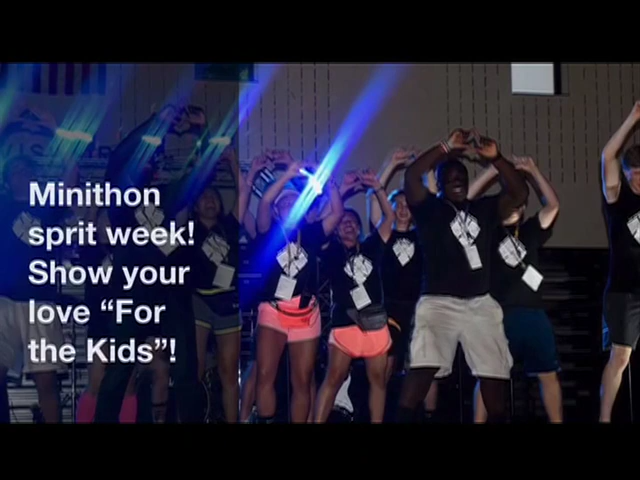 Minithon
sprit week!
Show your
love “For
the Kids”!